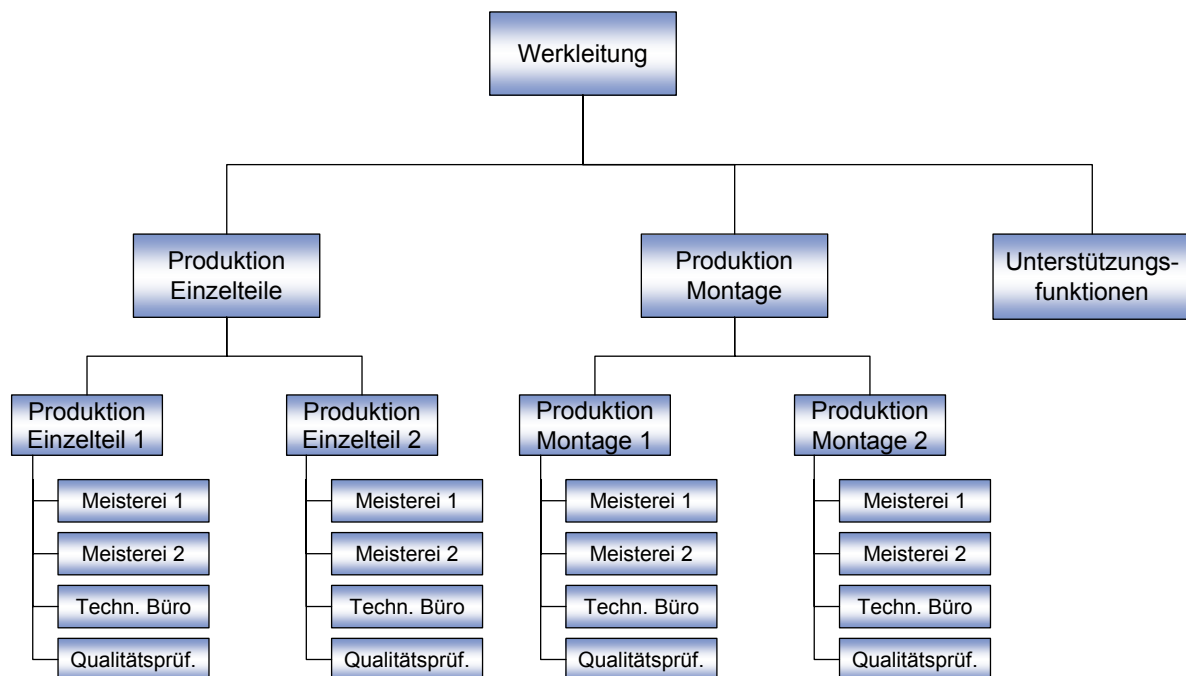 Werkleitung
Produktion
Einzelteile
Produktion
Montage
Unterstützungs-
funktionen
Produktion
Einzelteil 1
Produktion
Einzelteil 2
Produktion
Montage 1
Produktion
Montage 2
Meisterei 1
Meisterei 2
Techn. Büro
Qualitätsprüf.
Meisterei 1
Meisterei 2
Techn. Büro
Qualitätsprüf.
Meisterei 1
Meisterei 2
Techn. Büro
Qualitätsprüf.
Meisterei 1
Meisterei 2
Techn. Büro
Qualitätsprüf.